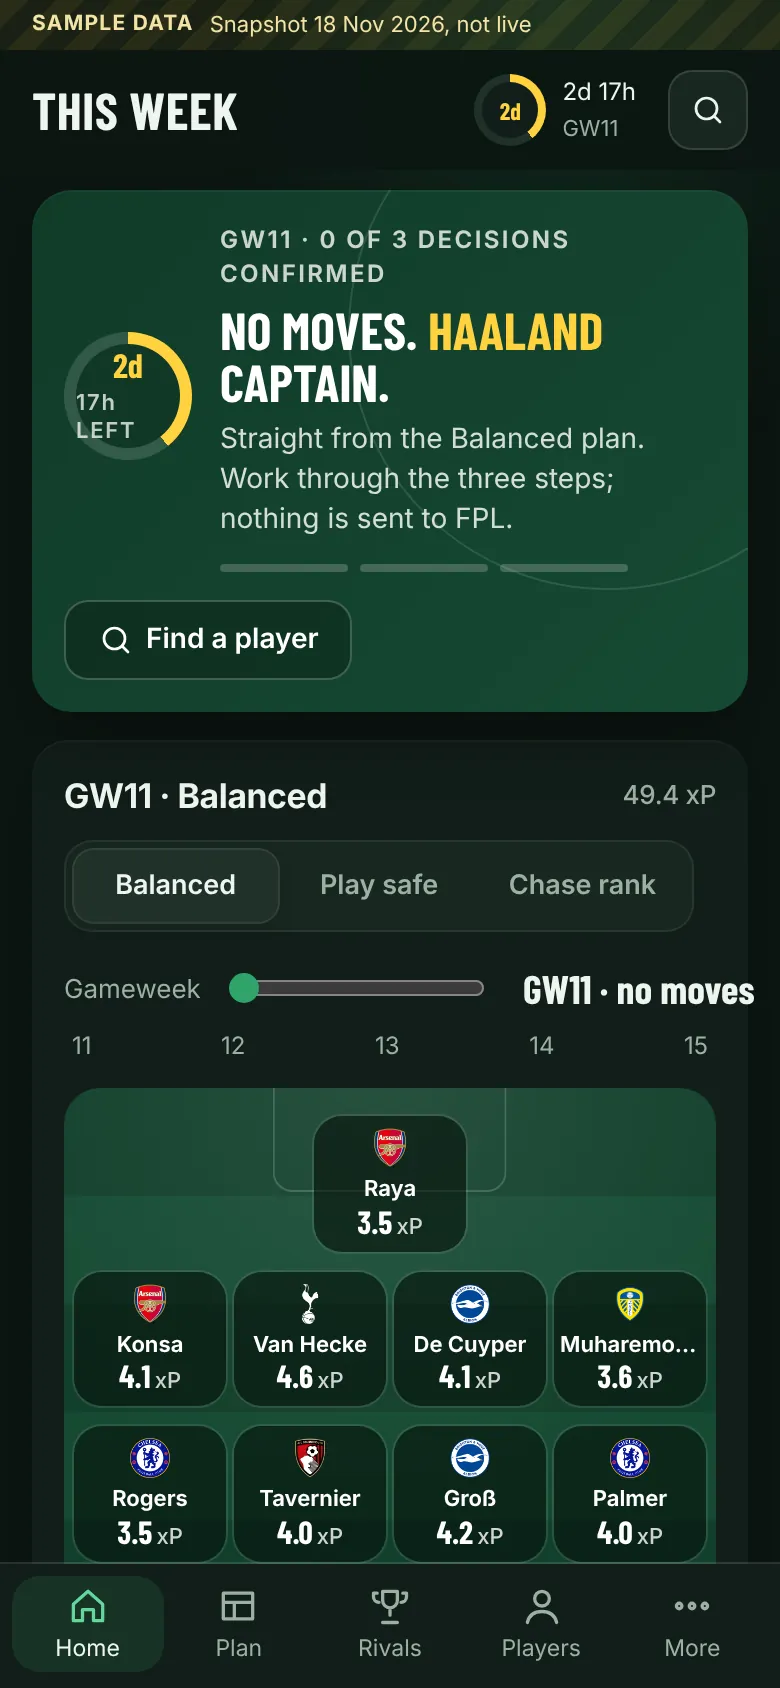 SAMPLE DATA Snapshot 18 Nov 2026, not live
THIS WEEK
2d
2d 17h
GW11
GW11 · 0 OF 3 DECISIONS
CONFIRMED
NO MOVES. HAALAND
CAPTAIN.
2d
17h
LEFT
Straight from the Balanced plan.
Work through the three steps;
nothing is sent to FPL.
Find a player
GW11 · Balanced
49.4 xP
Balanced Play safe Chase rank
Gameweek
GW11 · no moves
11 12 13 14 15
Arsenal
Raya
3.5 xP
Arsenal
Konsa Van Hecke De Cuyper Muharemo...
4.1 xP 4.6 xP 4.1 xP 3.6 xP
Rogers Tavernier Groß Palmer
3.5 xP 4.0 xP 4.2 xP 4.0 xP
Home Plan Rivals Players More